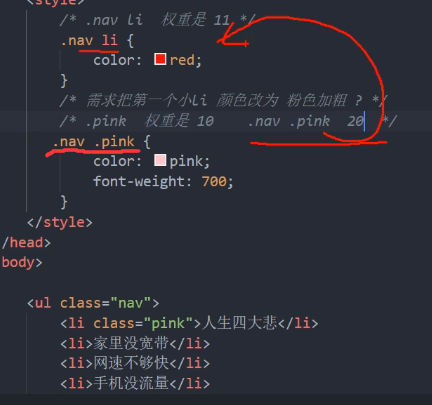 <style>
/* .nav li 权重是 11 */
.nav li {
color: red;
}
/* 需求把第一个小Li 颜色改为 粉色加粗 ? */
/* .pink 权重是 10 .nav .pink 20 */
.nav .pink {
color: pink;
font-weight: 700;
}
</style>
/head>
body>
<ul class="nav">
<li class="pink">人生四大悲</li>
<li>家里没宽带</li>
<li>网速不够快</li>
<li>手机没流量</li>